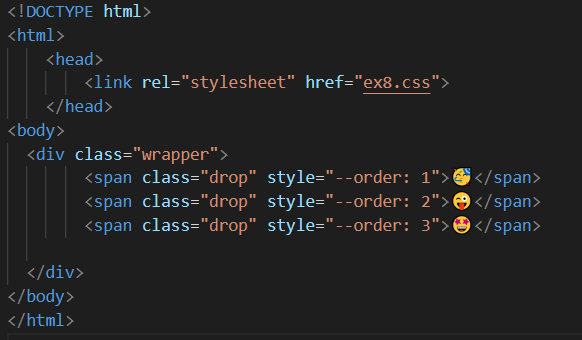 <!DOCTYPE html>
<html>
    <head>
        <link rel="stylesheet" href="ex8.css">
    </head>
<body>
  <div class="wrapper">
        <span class="drop" style="--order: 1">🥳</span>
        <span class="drop" style="--order: 2">😜</span>
        <span class="drop" style="--order: 3">🤩</span>
  </div>
</body>
</html>